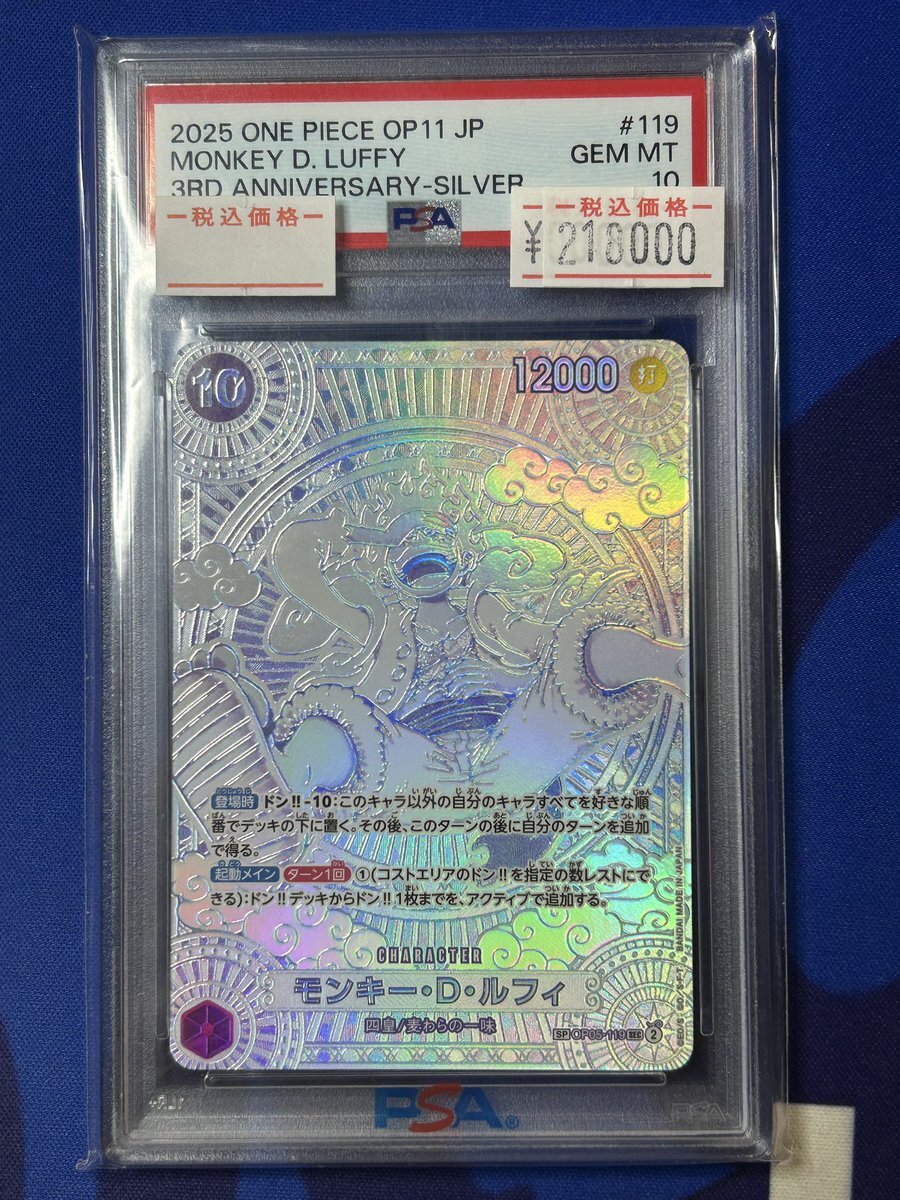 2025 ONE PIECE OP11 JP #119
MONKEY D. LUFFY GEM MT
3RD ANNIVERSARY-SILVER 10
税込価格
PSA
税込価格
¥218000
10
12000 打
登場時 ドン!!-10:このキャラ以外の自分のキャラすべてを好きな順
番でデッキの下に置く。その後、このターンの後に自分のターンを追加
で得る。
起動メイン ターン1回 ①(コストエリアのドン!!を指定の数レストにで
きる):ドン!!デッキからドン!!1枚までを、アクティブで追加する。
CHARACTER
モンキー・D・ルフィ
四皇/麦わらの一味
SP OP05-119 SEC 2
BANDAI MADE IN JAPAN
PSA®
PSA